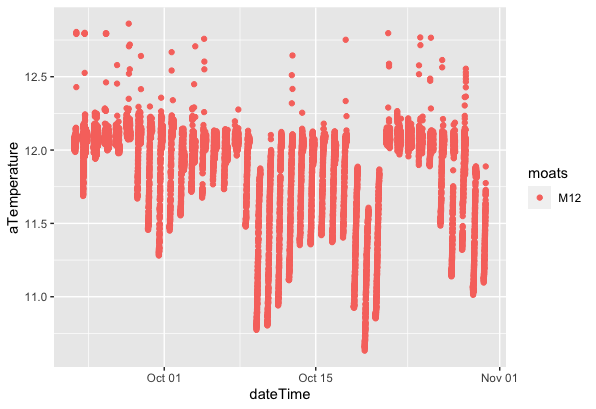 12.5
12.0
11.5
11.0
aTemperature
Oct 01
Oct 15
Nov 01
dateTime
moats
M12